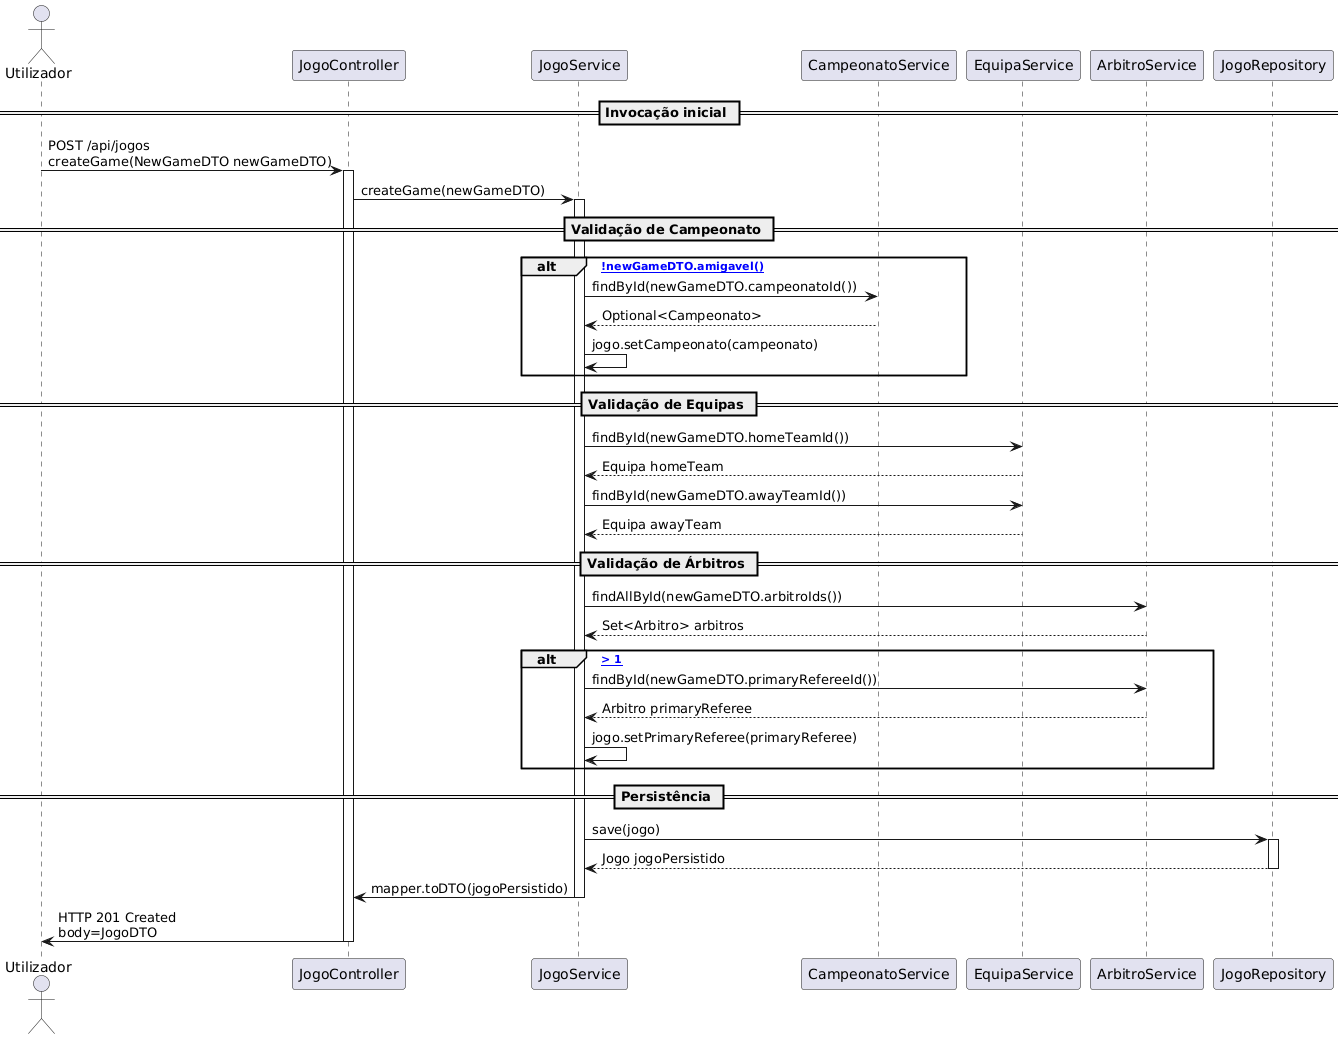 Utilizador
JogoController
JogoService
CampeonatoService
EquipaService
ArbitroService
JogoRepository
Invocação inicial
POST /api/jogos
createGame(NewGameDTO newGameDTO)
createGame(newGameDTO)
Validação de Campeonato
alt
!newGameDTO.amigavel()
findById(newGameDTO.campeonatoId())
Optional<Campeonato>
jogo.setCampeonato(campeonato)
Validação de Equipas
findById(newGameDTO.homeTeamId())
Equipa homeTeam
findById(newGameDTO.awayTeamId())
Equipa awayTeam
Validação de Árbitros
findAllById(newGameDTO.arbitroIds())
Set<Arbitro> arbitros
alt
> 1
findById(newGameDTO.primaryRefereeId())
Arbitro primaryReferee
jogo.setPrimaryReferee(primaryReferee)
Persistência
save(jogo)
Jogo jogoPersistido
mapper.toDTO(jogoPersistido)
HTTP 201 Created
body=JogoDTO
Utilizador
JogoController
JogoService
CampeonatoService
EquipaService
ArbitroService
JogoRepository